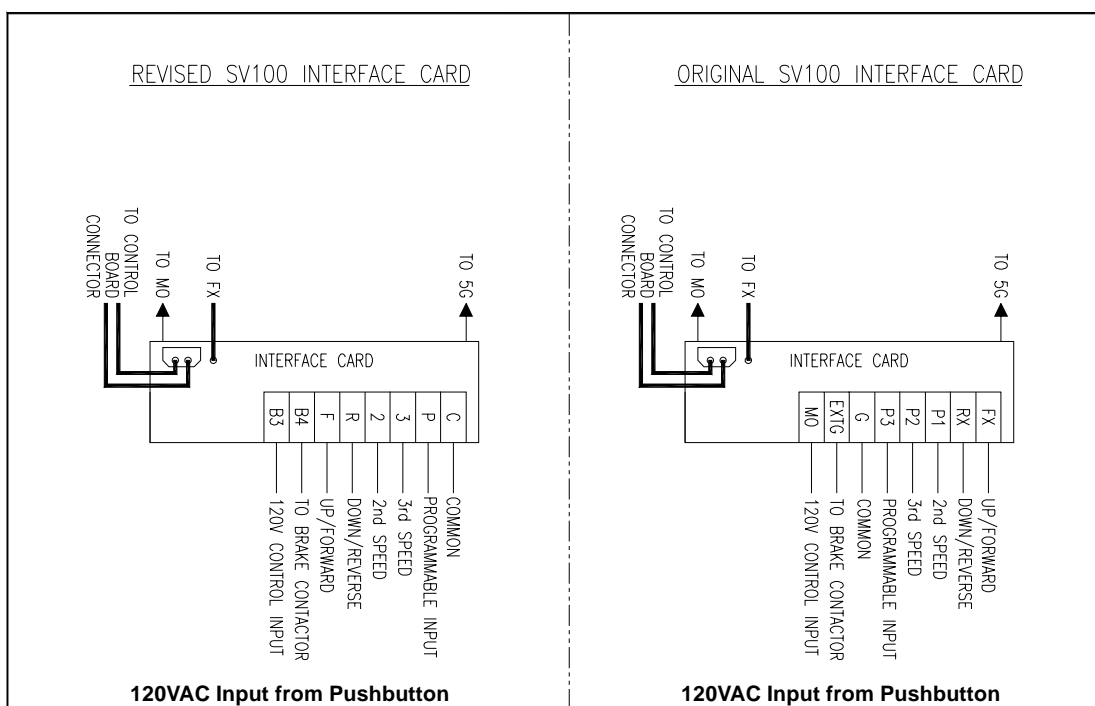 REVISED SV100 INTERFACE CARD
TO CONTROL
BOARD
CONNECTOR
TO MO
TO FX
TO 5G
INTERFACE CARD
B3
B4
F
R
2
3
P
C
120V CONTROL INPUT
TO BRAKE CONTACTOR
UP/FORWARD
DOWN/REVERSE
2nd SPEED
3rd SPEED
PROGRAMMABLE INPUT
COMMON
120VAC Input from Pushbutton
ORIGINAL SV100 INTERFACE CARD
TO CONTROL
BOARD
CONNECTOR
TO MO
TO FX
TO 5G
INTERFACE CARD
MO
EXTG
G
P3
P2
P1
RX
FX
120V CONTROL INPUT
TO BRAKE CONTACTOR
COMMON
PROGRAMMABLE INPUT
3rd SPEED
2nd SPEED
DOWN/REVERSE
UP/FORWARD
120VAC Input from Pushbutton